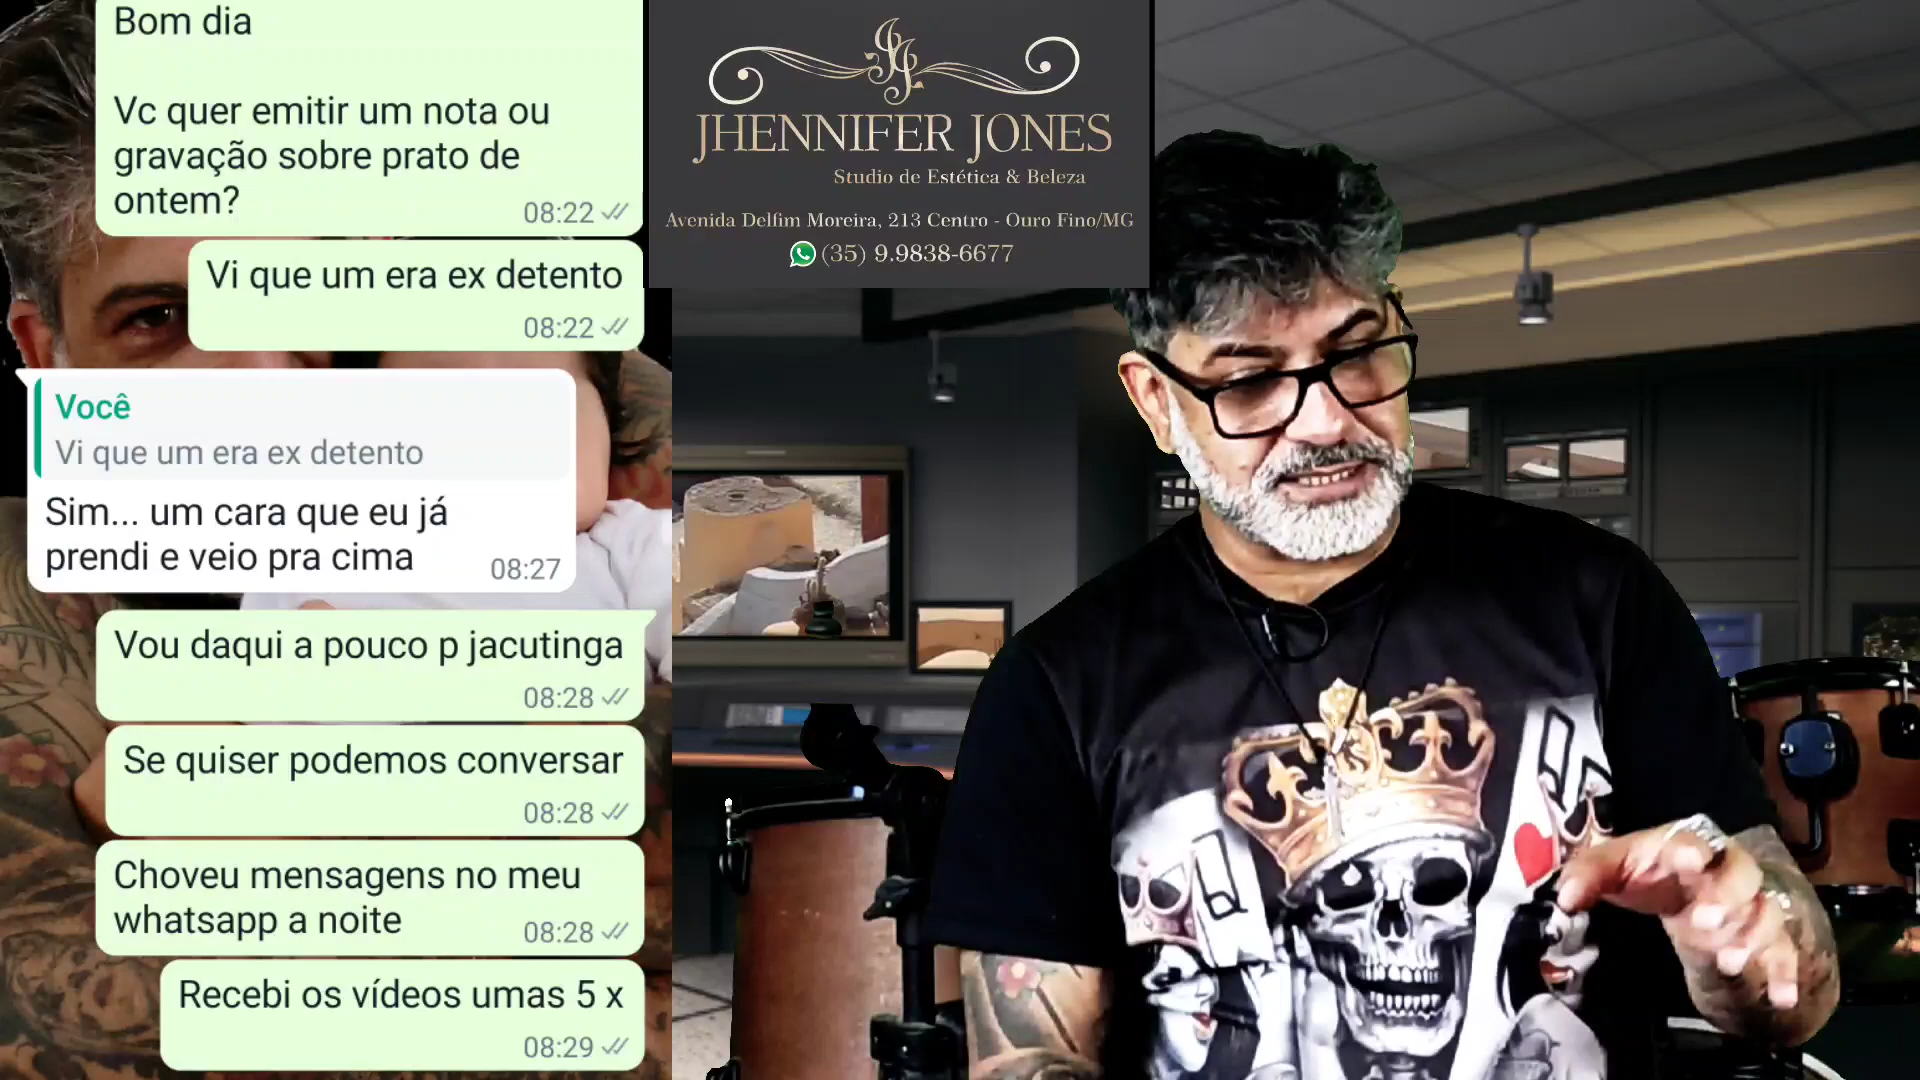 Bom dia
Vc quer emitir um nota ou
gravação sobre prato de
ontem?
08:22
Vi que um era ex detento
08:22
Você
Vi que um era ex detento
Sim... um cara que eu já
prendi e veio pra cima
08:27
Vou daqui a pouco p jacutinga
08:28
Se quiser podemos conversar
08:28
Choveu mensagens no meu
whatsapp a noite
08:28
Recebi os vídeos umas 5 x
08:29
JHENNIFER JONES
Studio de Estética & Beleza
Avenida Delfim Moreira, 213 Centro - Ouro Fino/MG
(35) 9.9838-6677